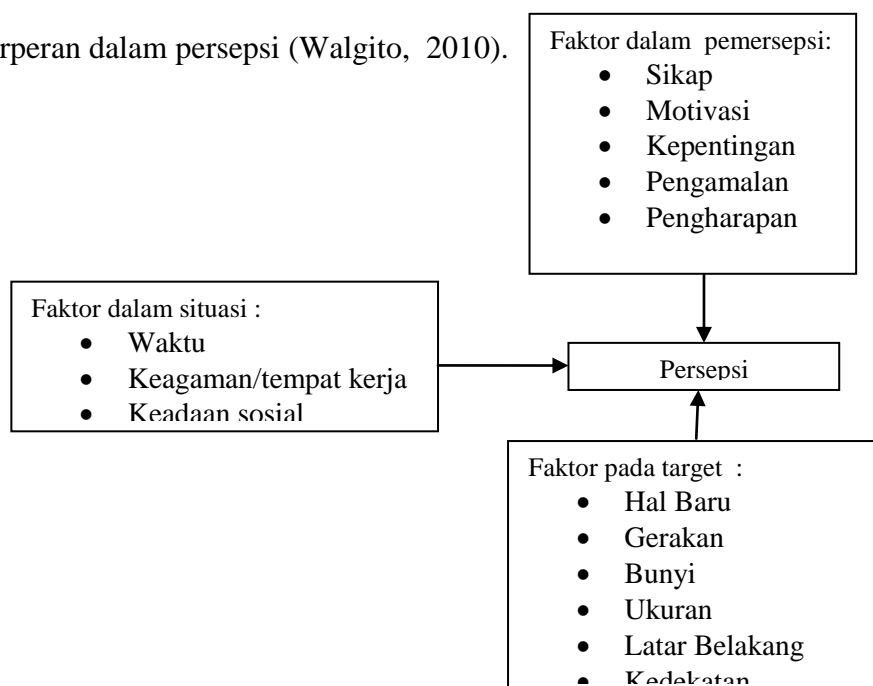 rperan dalam persepsi (Walgito, 2010).
Faktor dalam pemersepsi:
• Sikap
• Motivasi
• Kepentingan
• Pengamalan
• Pengharapan
Faktor dalam situasi :
• Waktu
• Keagaman/tempat kerja
• Keadaan sosial
Persepsi
Faktor pada target :
• Hal Baru
• Gerakan
• Bunyi
• Ukuran
• Latar Belakang
• Kedekatan